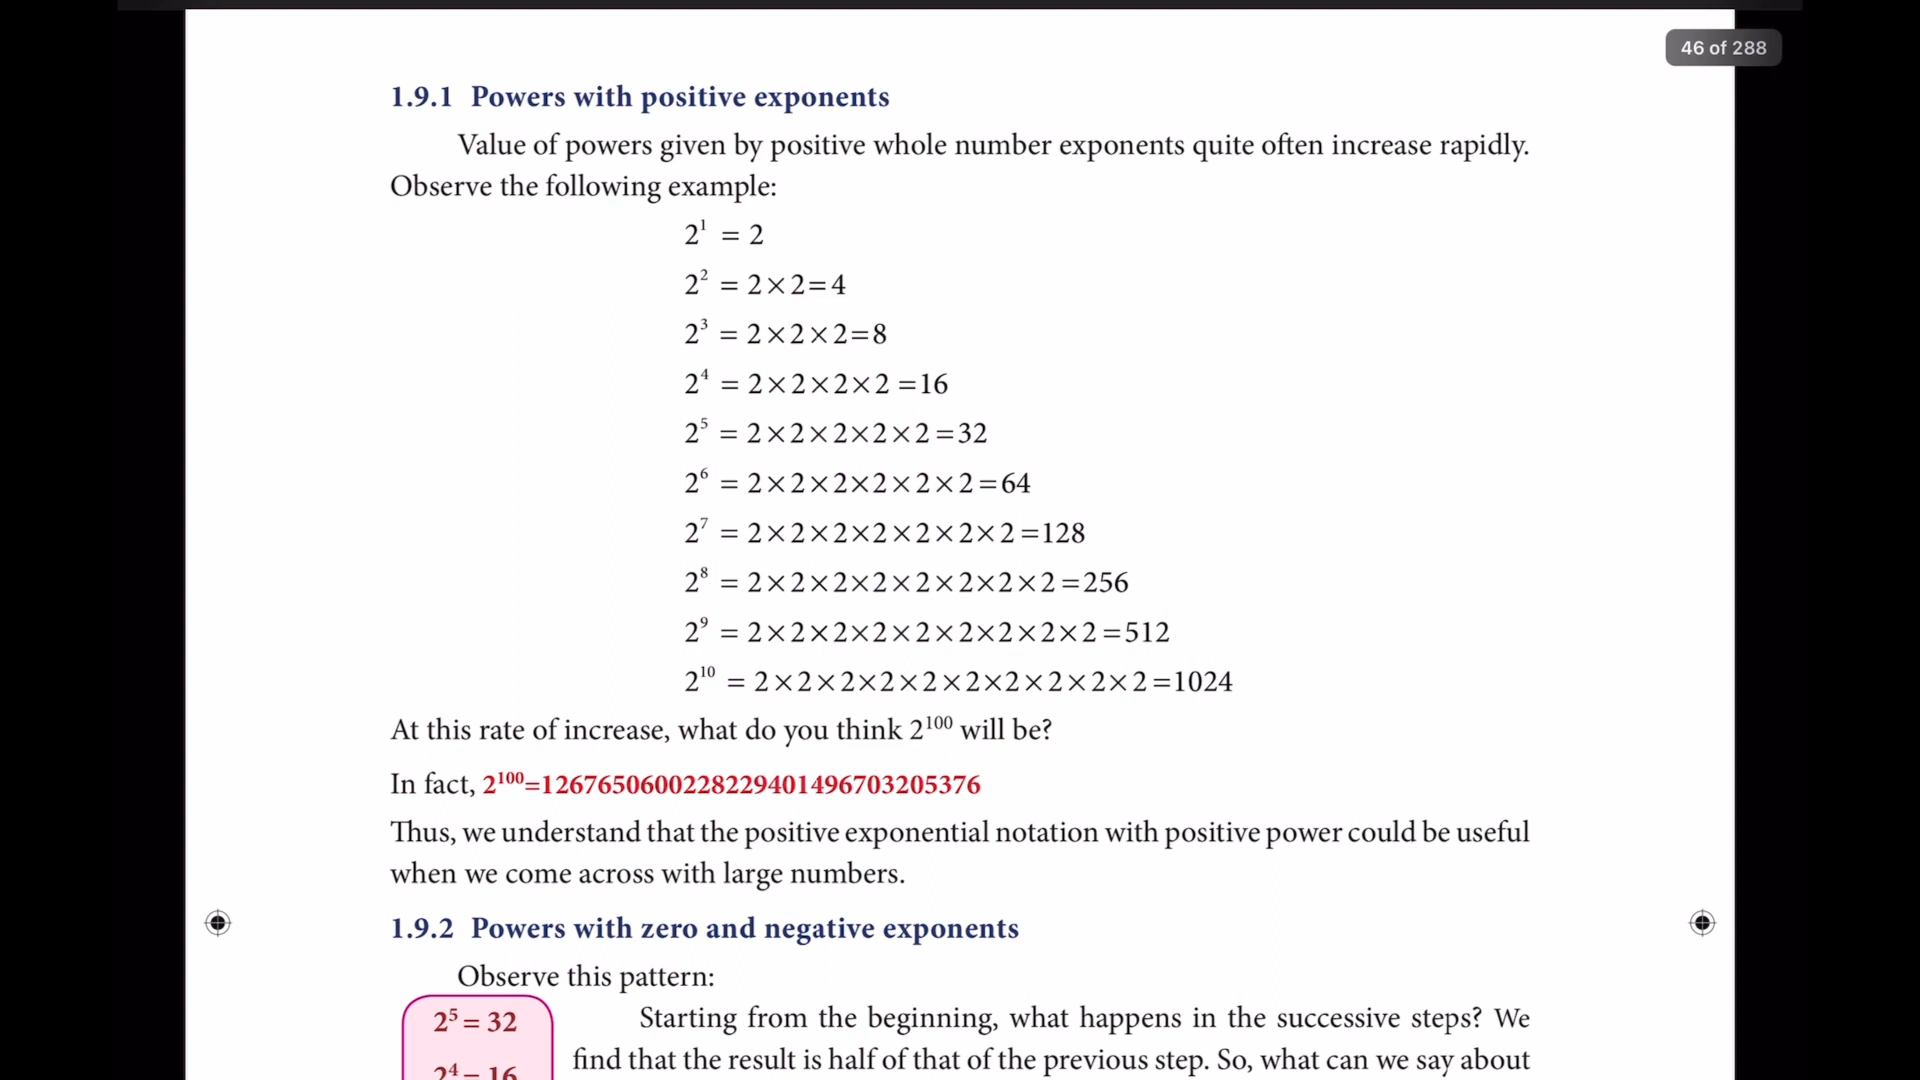 46 of 288
1.9.1 Powers with positive exponents
Value of powers given by positive whole number exponents quite often increase rapidly.
Observe the following example:
2¹ = 2
2² = 2×2=4
2³ = 2×2×2=8
2⁴ = 2×2×2×2 =16
2⁵ = 2×2×2×2×2=32
2⁶ = 2×2×2×2×2×2=64
2⁷ = 2×2×2×2×2×2×2=128
2⁸ = 2×2×2×2×2×2×2×2=256
2⁹ = 2×2×2×2×2×2×2×2×2=512
2¹⁰ = 2×2×2×2×2×2×2×2×2×2=1024
At this rate of increase, what do you think 2¹⁰⁰ will be?
In fact, 2¹⁰⁰=1267650600228229401496703205376
Thus, we understand that the positive exponential notation with positive power could be useful
when we come across with large numbers.
1.9.2 Powers with zero and negative exponents
Observe this pattern:
2⁵ = 32
2⁴ = 16
Starting from the beginning, what happens in the successive steps? We
find that the result is half of that of the previous step. So, what can we say about